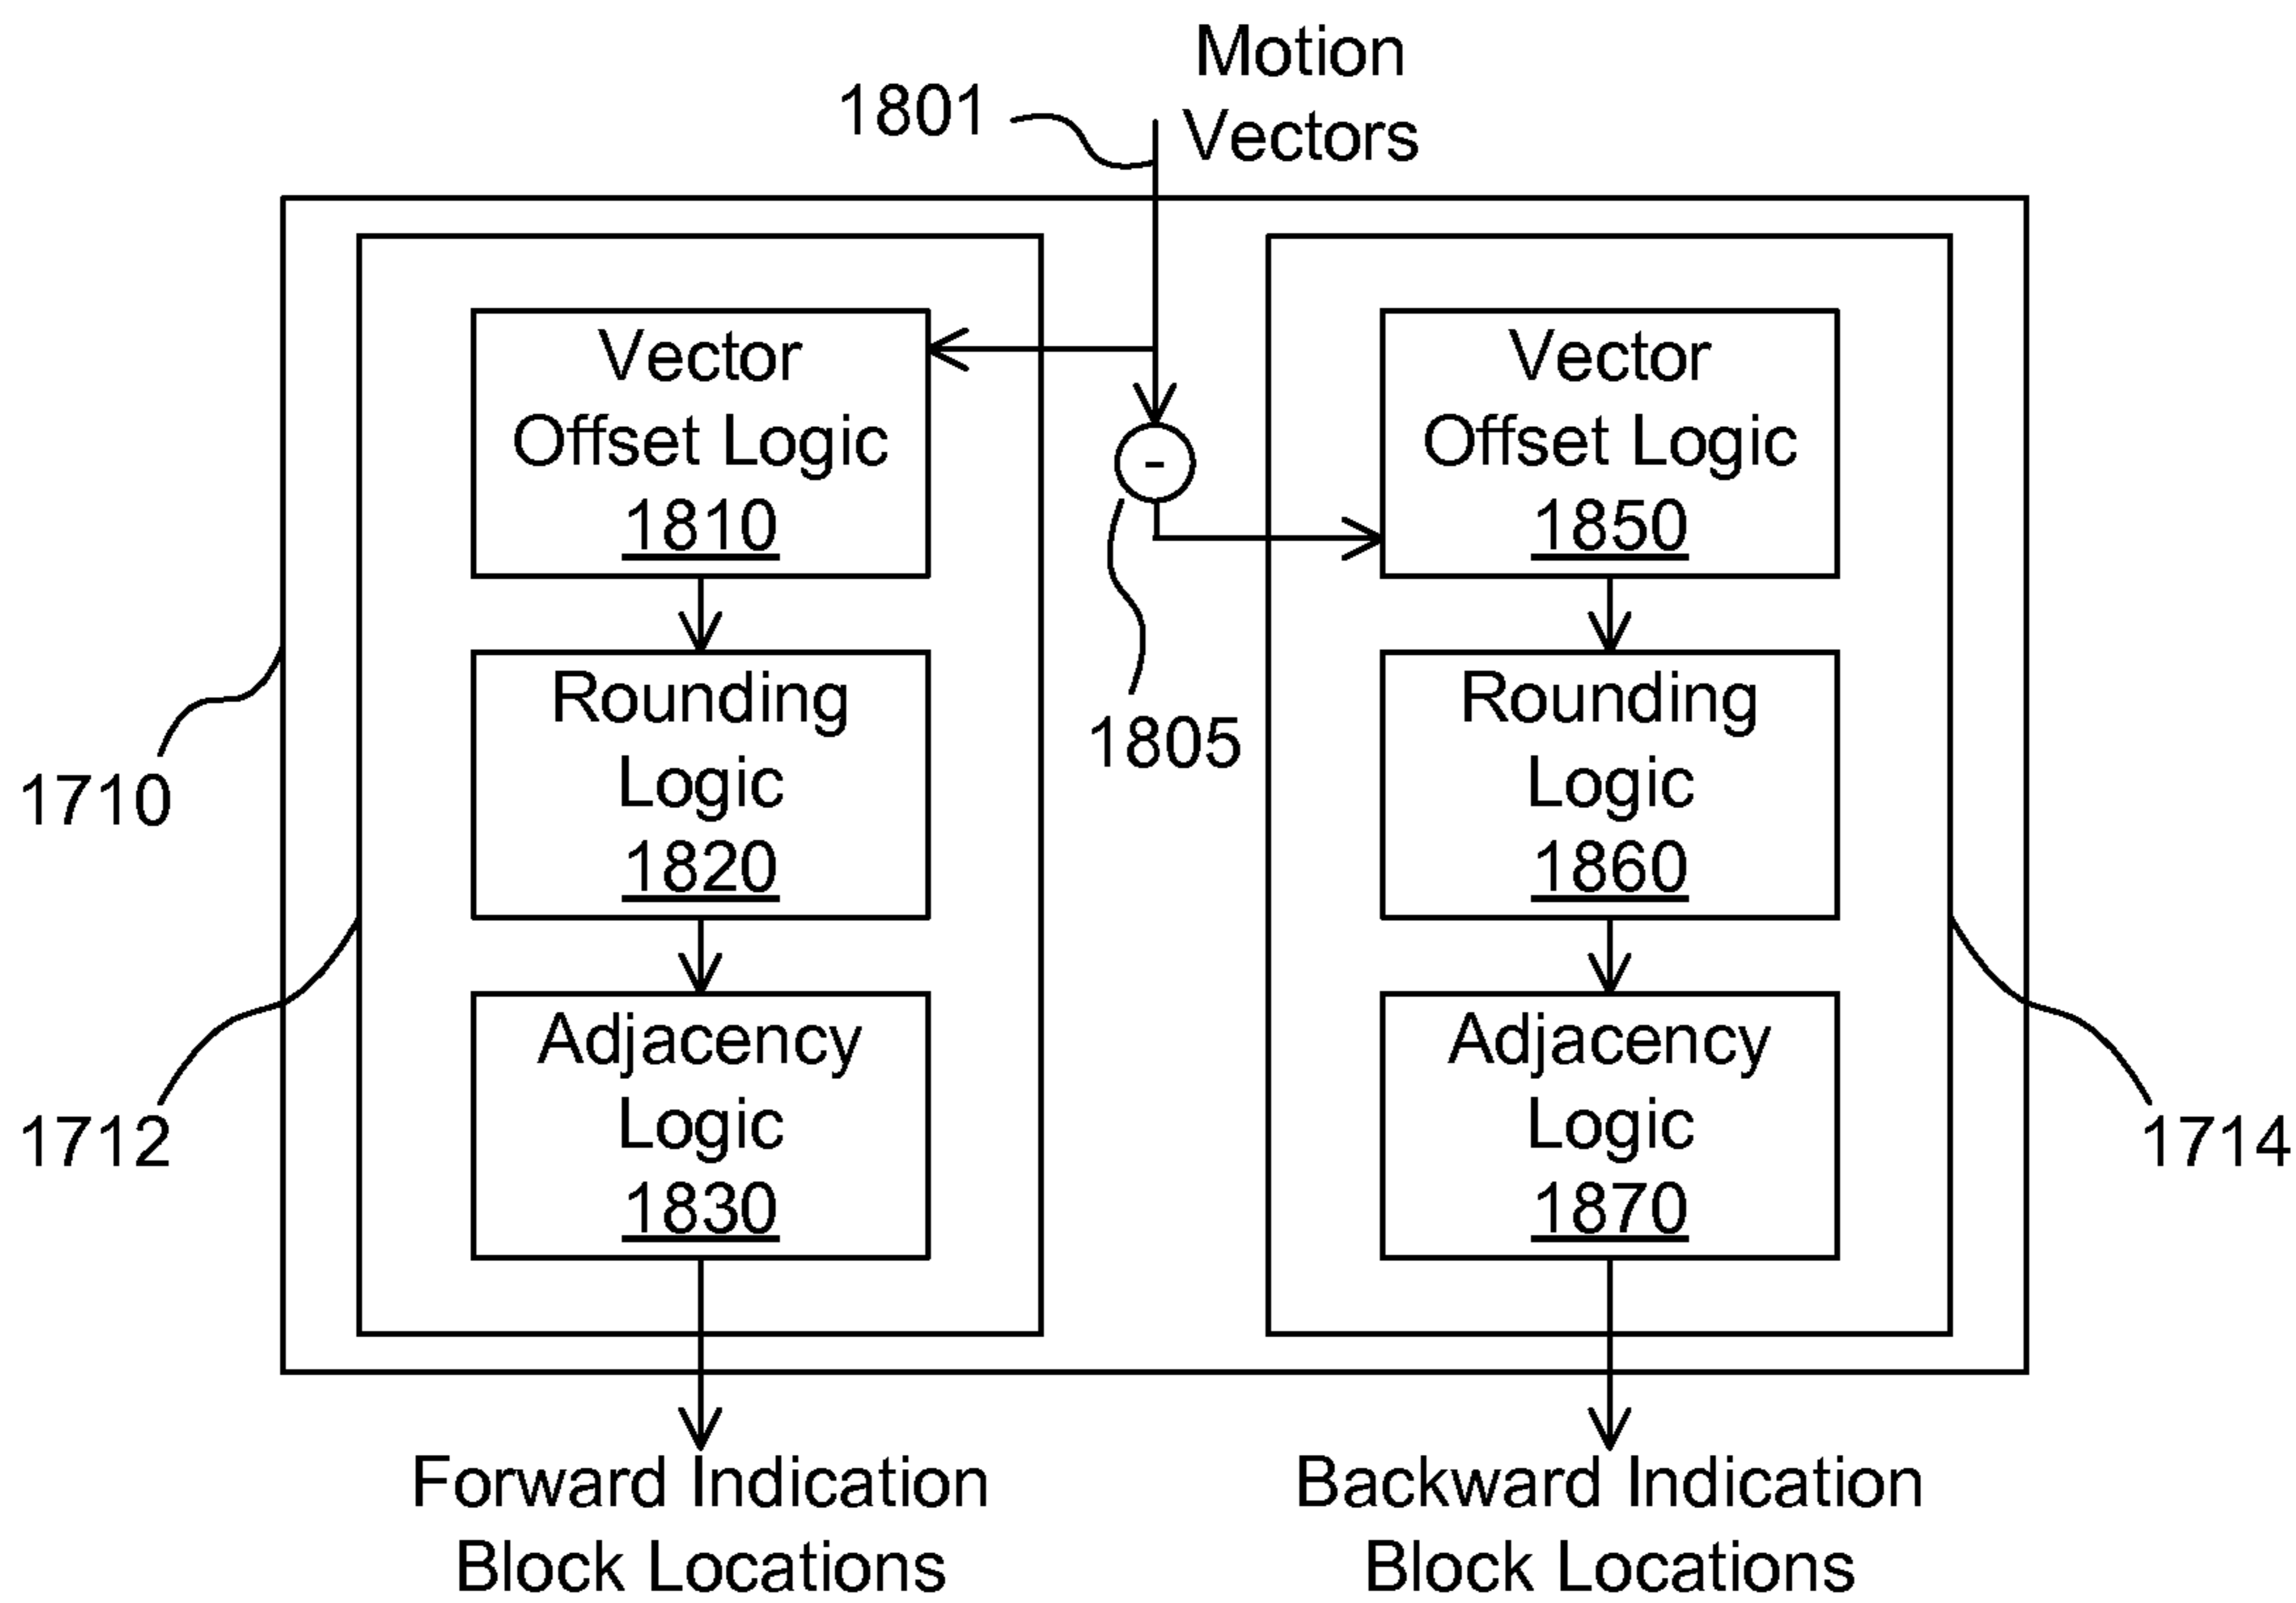 Motion
Vectors
1801
Vector
Offset Logic
1810
Vector
Offset Logic
1850
-
1805
Rounding
Logic
1820
Rounding
Logic
1860
1710
Adjacency
Logic
1830
Adjacency
Logic
1870
1712
1714
Forward Indication
Block Locations
Backward Indication
Block Locations